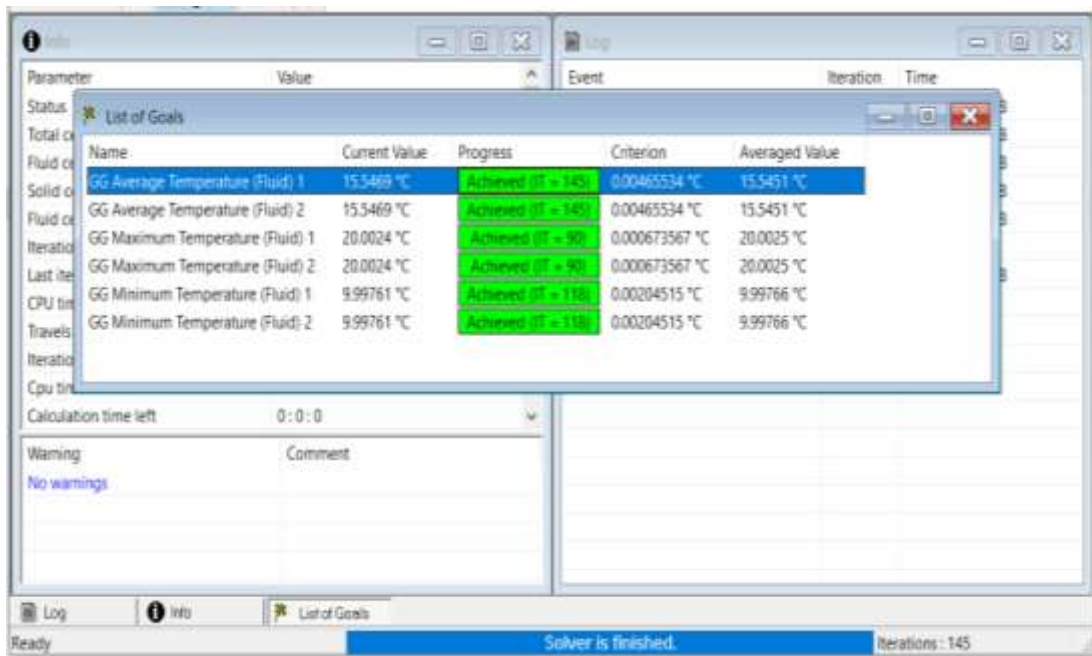 Info
Log
Parameter Value
Event Iteration Time
Status
Total
Fluid
Solid
Fluid
Last
CPU
Travels
Cpu
List of Goals
Name Current Value Progress Criterion Averaged Value
GG Average Temperature (Fluid) 1 15.5469 °C Achieved (IT = 145) 0.00465534 °C 15.5451 °C
GG Average Temperature (Fluid) 2 15.5469 °C Achieved (IT = 145) 0.00465534 °C 15.5451 °C
GG Maximum Temperature (Fluid) 1 20.0024 °C Achieved (IT = 90) 0.000673567 °C 20.0025 °C
GG Maximum Temperature (Fluid) 2 20.0024 °C Achieved (IT = 90) 0.000673567 °C 20.0025 °C
GG Minimum Temperature (Fluid) 1 9.99761 °C Achieved (IT = 118) 0.00204515 °C 9.99766 °C
GG Minimum Temperature (Fluid) 2 9.99761 °C Achieved (IT = 118) 0.00204515 °C 9.99766 °C
Calculation time left 0 : 0 : 0
Warning Comment
No warnings
Log Info List of Goals
Ready Solver is finished. Iterations : 145